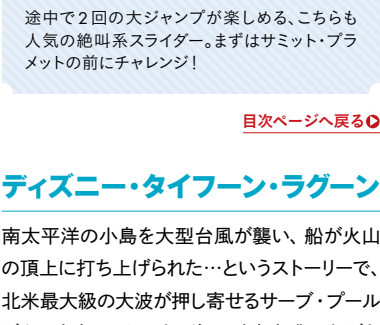 途中で2回の大ジャンプが楽しめる、こちらも
人気の絶叫系スライダー。まずはサミット・プラ
メットの前にチャレンジ!
目次ページへ戻る
ディズニー・タイフーン・ラグーン
南太平洋の小島を大型台風が襲い、船が火山
の頂上に打ち上げられた…というストーリーで、
北米最大級の大波が押し寄せるサーブ・プール